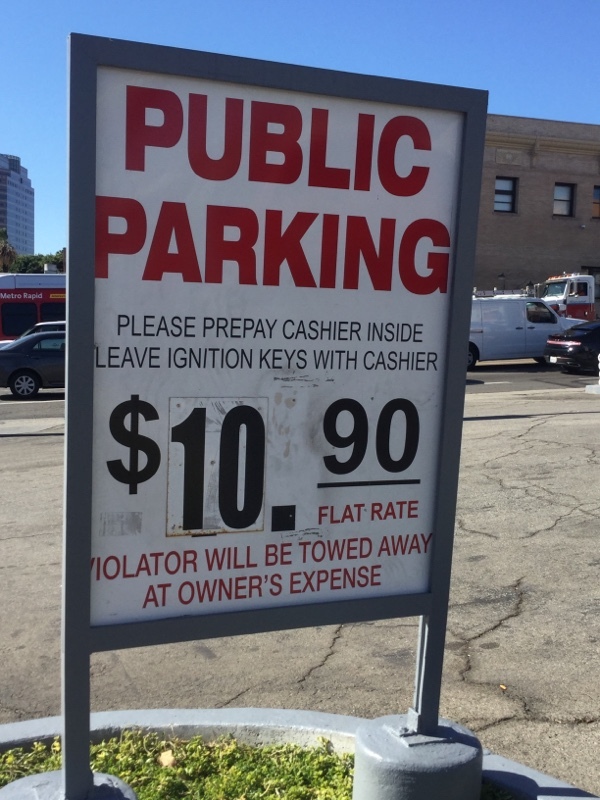 PUBLIC
PARKING
PLEASE PREPAY CASHIER INSIDE
LEAVE IGNITION KEYS WITH CASHIER
$10.90
FLAT RATE
VIOLATOR WILL BE TOWED AWAY
AT OWNER'S EXPENSE
Metro Rapid